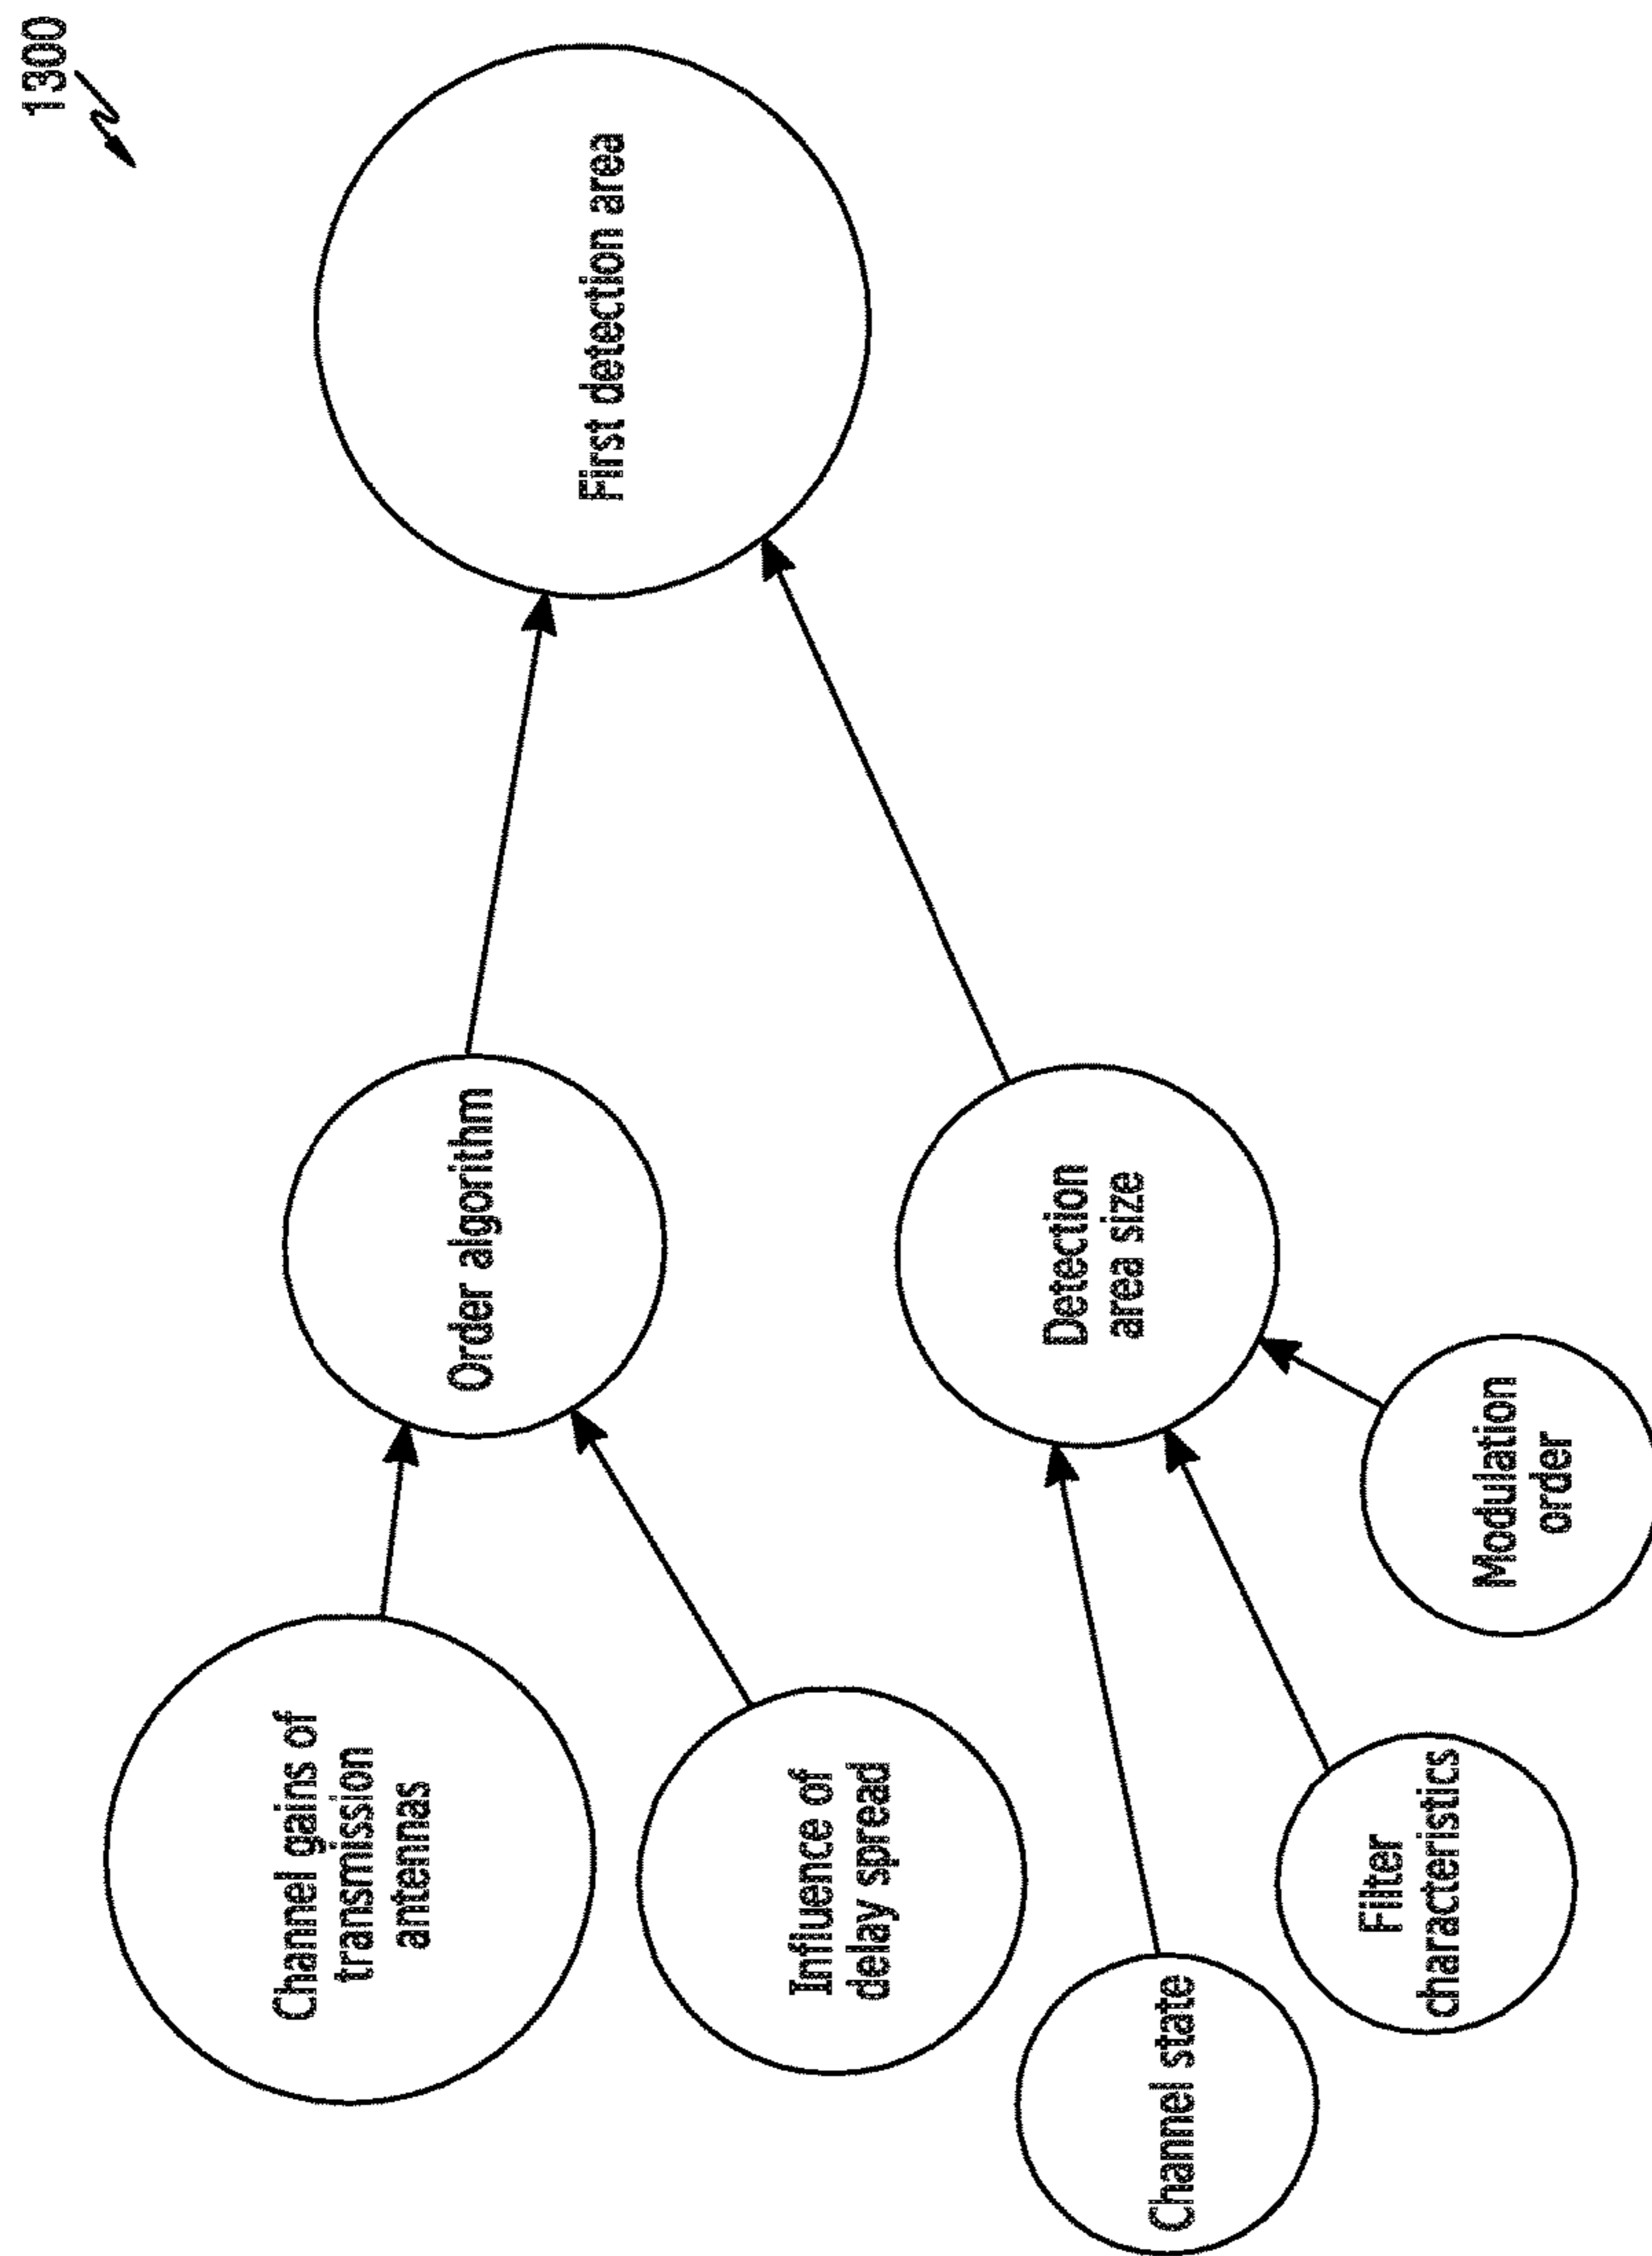 1300
Channel gains of
transmission
antennas
Influence of
delay spread
Channel state
Filter
characteristics
Modulation
order
Order algorithm
Detection
area size
First detection area